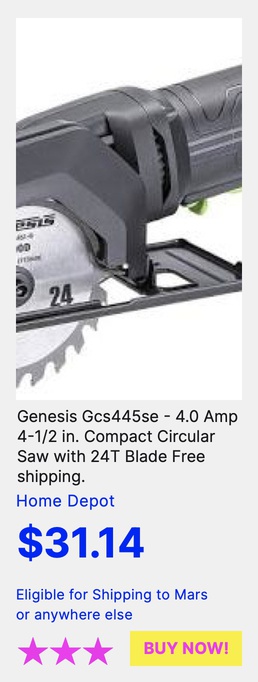 24
Genesis Gcs445se - 4.0 Amp
4-1/2 in. Compact Circular
Saw with 24T Blade Free
shipping.
Home Depot
$31.14
Eligible for Shipping to Mars
or anywhere else
BUY NOW!